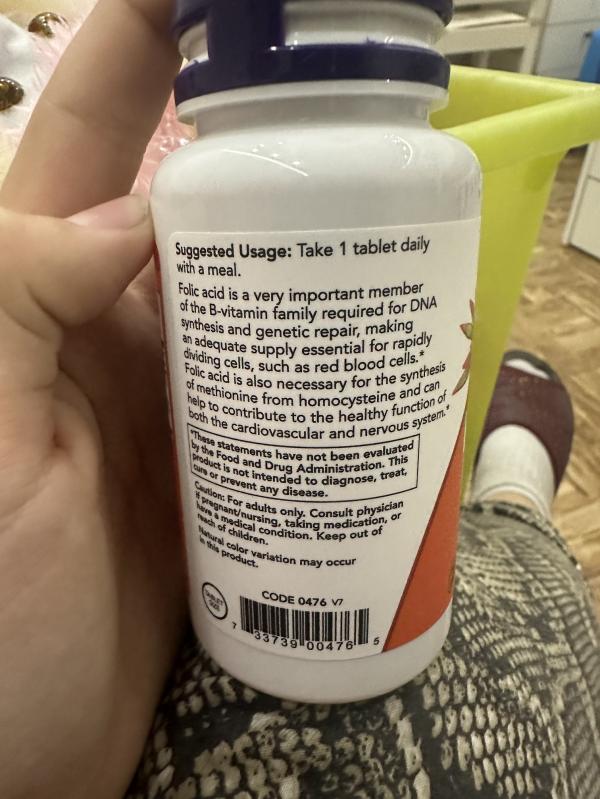 Suggested Usage: Take 1 tablet daily
with a meal.
Folic acid is a very important member
of the B-vitamin family required for DNA
synthesis and genetic repair, making
an adequate supply essential for rapidly
dividing cells, such as red blood cells.*
Folic acid is also necessary for the synthesis
of methionine from homocysteine and can
help to contribute to the healthy function of
both the cardiovascular and nervous system.*
*These statements have not been evaluated
by the Food and Drug Administration. This
product is not intended to diagnose, treat,
cure or prevent any disease.
Caution: For adults only. Consult physician
if pregnant/nursing, taking medication, or
have a medical condition. Keep out of
reach of children.
Natural color variation may occur
in this product.
CODE 0476 V7
TABLET
SIZE
7 33739 00476 5